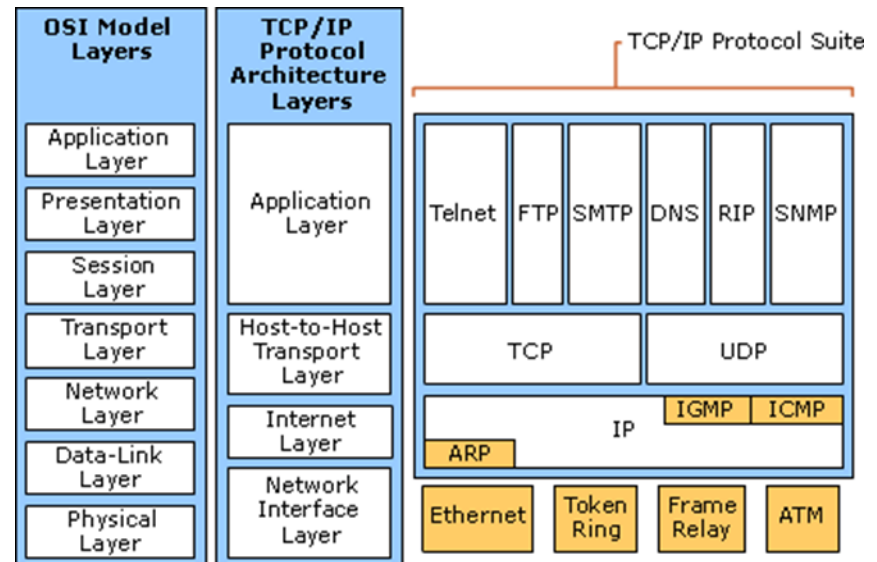 OSI Model
Layers
Application
Layer
Presentation
Layer
Session
Layer
Transport
Layer
Network
Layer
Data-Link
Layer
Physical
Layer
TCP/IP
Protocol
Architecture
Layers
Application
Layer
Host-to-Host
Transport
Layer
Internet
Layer
Network
Interface
Layer
TCP/IP Protocol Suite
Telnet
FTP
SMTP
DNS
RIP
SNMP
TCP
UDP
IP
IGMP
ICMP
ARP
Ethernet
Token
Ring
Frame
Relay
ATM